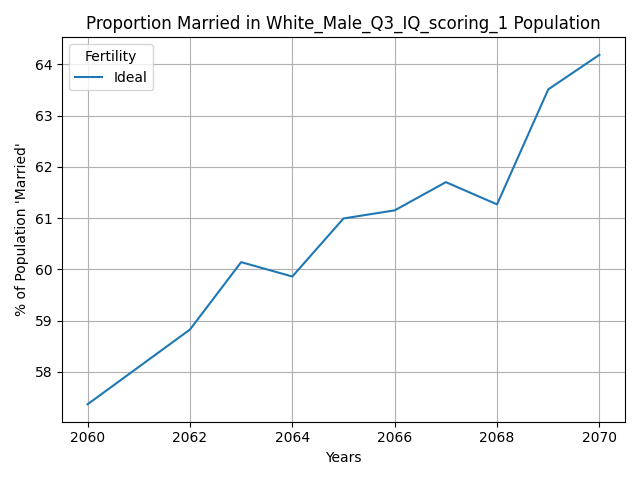 Proportion Married in White_Male_Q3_IQ_scoring_1 Population
Fertility
Ideal
% of Population 'Married'
64
63
62
61
60
59
58
2060 2062 2064 2066 2068 2070
Years